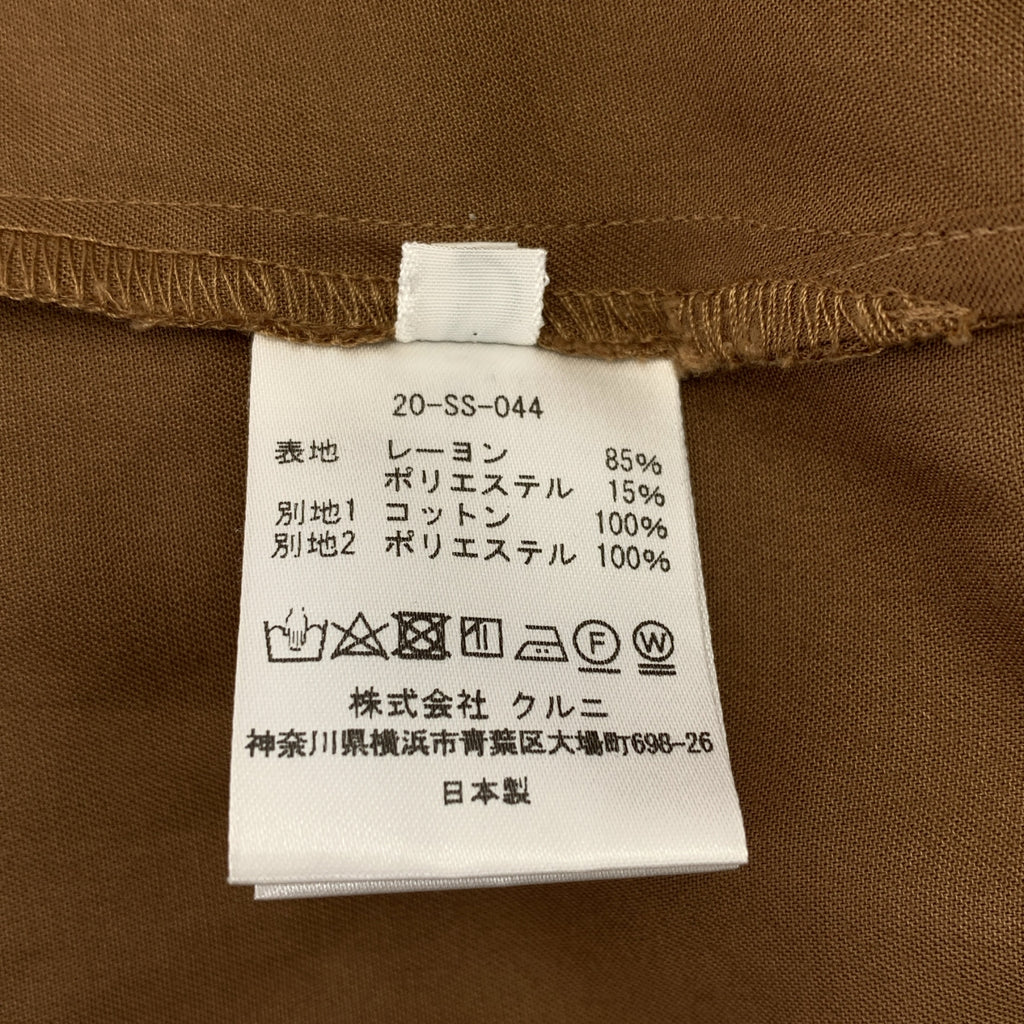 20-SS-044
表地 レーヨン 85%
ポリエステル 15%
別地1 コットン 100%
別地2 ポリエステル 100%
F W
株式会社 クルニ
神奈川県横浜市青葉区大場町698-26
日本製